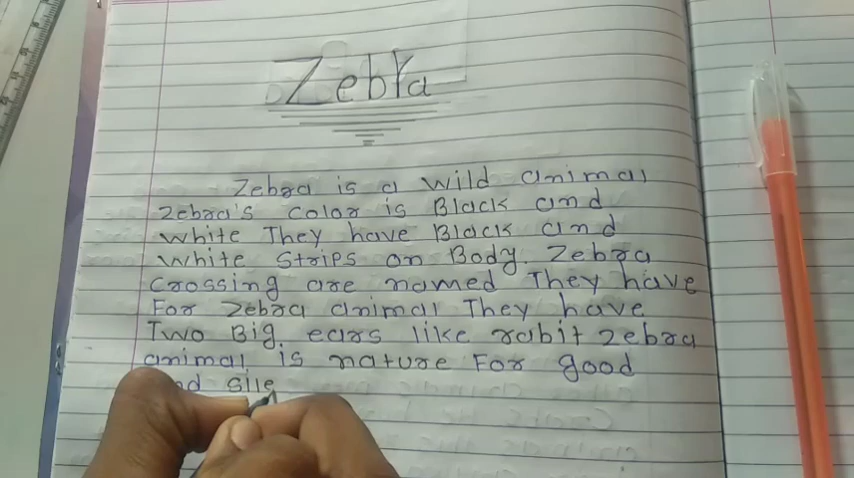 Zebra
Zebra is a wild animal
Zebra's color is Black and
white They have Black and
white Strips on Body. Zebra
Crossing are named They have
For Zebra animal They have
Two Big. ears like rabit Zebra
animal is nature For good